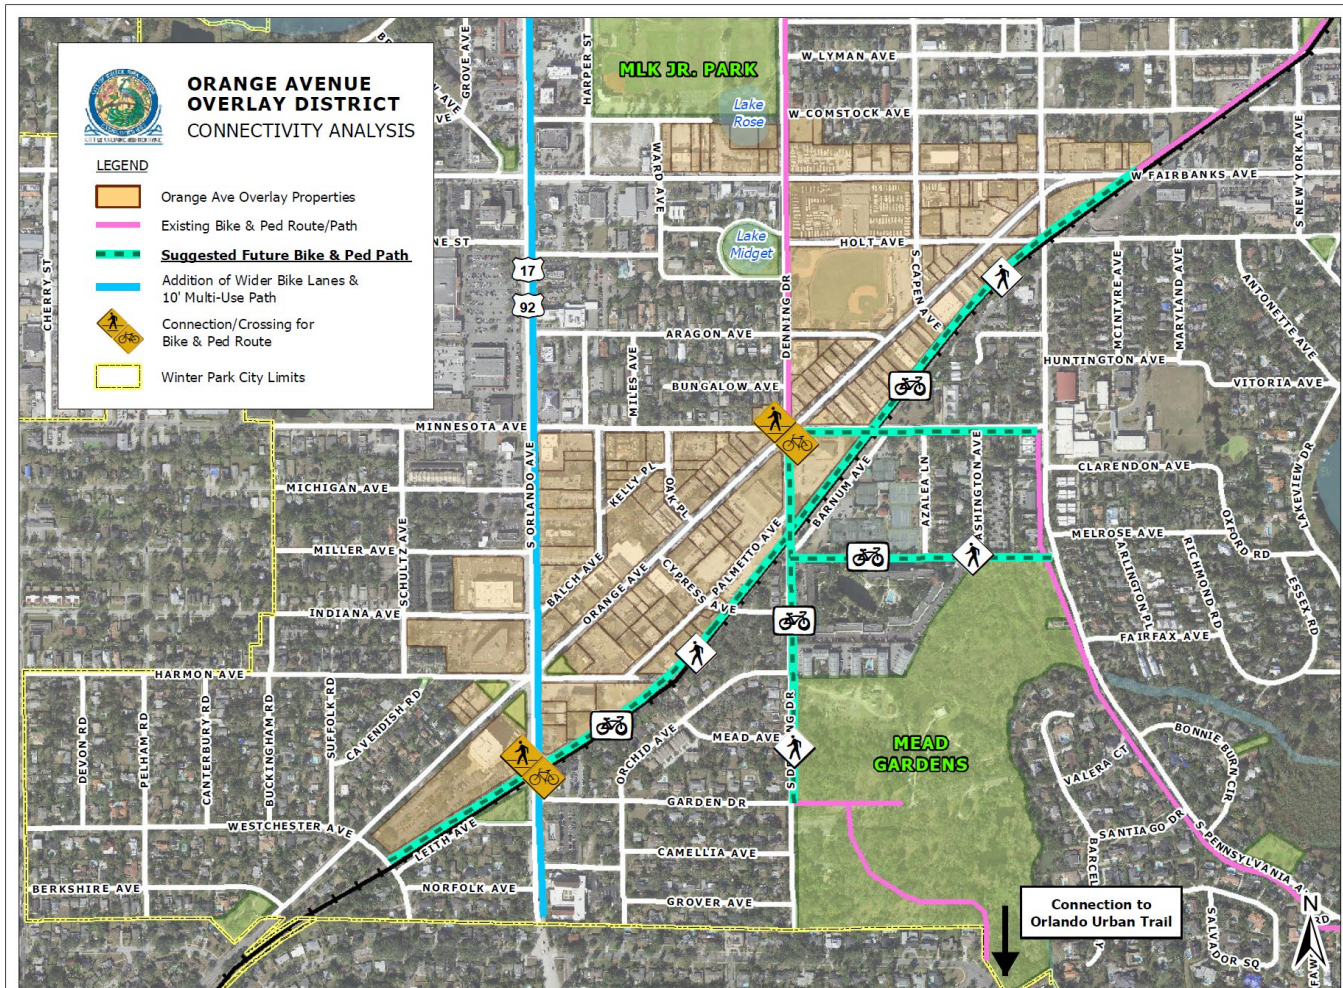 ORANGE AVENUE
OVERLAY DISTRICT
CONNECTIVITY ANALYSIS
LEGEND
Orange Ave Overlay Properties
Existing Bike & Ped Route/Path
Suggested Future Bike & Ped Path
Addition of Wider Bike Lanes &
10' Multi-Use Path
Connection/Crossing for
Bike & Ped Route
Winter Park City Limits
GROVE AVE
HARPER ST
MLK JR. PARK
Lake
Rose
W LYMAN AVE
W COMSTOCK AVE
WARD AVE
W FAIRBANKS AVE
S NEW YORK AVE
NE ST
Lake
Midget
HOLT AVE
S CAPEN AVE
CHERRY ST
17
92
DENNING DR
MCINTYRE AVE
MARYLAND AVE
ANTONETTE AVE
ARAGON AVE
MILES AVE
BUNGALOW AVE
HUNTINGTON AVE
VITORIA AVE
MINNESOTA AVE
S ORLANDO AVE
KELLY PL
OAK PL
BARNUM AVE
AZALEA LN
ASHINGTON AVE
CLARENDON AVE
LAKEVIEW DR
MICHIGAN AVE
OXFORD RD
MILLER AVE
SCHULTZ AVE
BALCH AVE
ORANGE AVE
CYPRESS AVE
PALMETTO AVE
MELROSE AVE
ARLINGTON PL
RICHMOND RD
ESSEX RD
INDIANA AVE
FAIRFAX AVE
HARMON AVE
DEVON RD
PELHAM RD
CANTERBURY RD
BUCKINGHAM RD
SUFFOLK RD
CAVENDISH RD
ORCHID AVE
MEAD AVE
MEAD
GARDENS
VALERA CT
BONNIE BURN CIR
GARDEN DR
SANTIAGO DR
S PENNSYLVANIA A
WESTCHESTER AVE
LEITH AVE
CAMELLIA AVE
BERKSHIRE AVE
NORFOLK AVE
GROVER AVE
BARCEL
Connection to
Orlando Urban Trail
SALVADOR SQ
N
RD